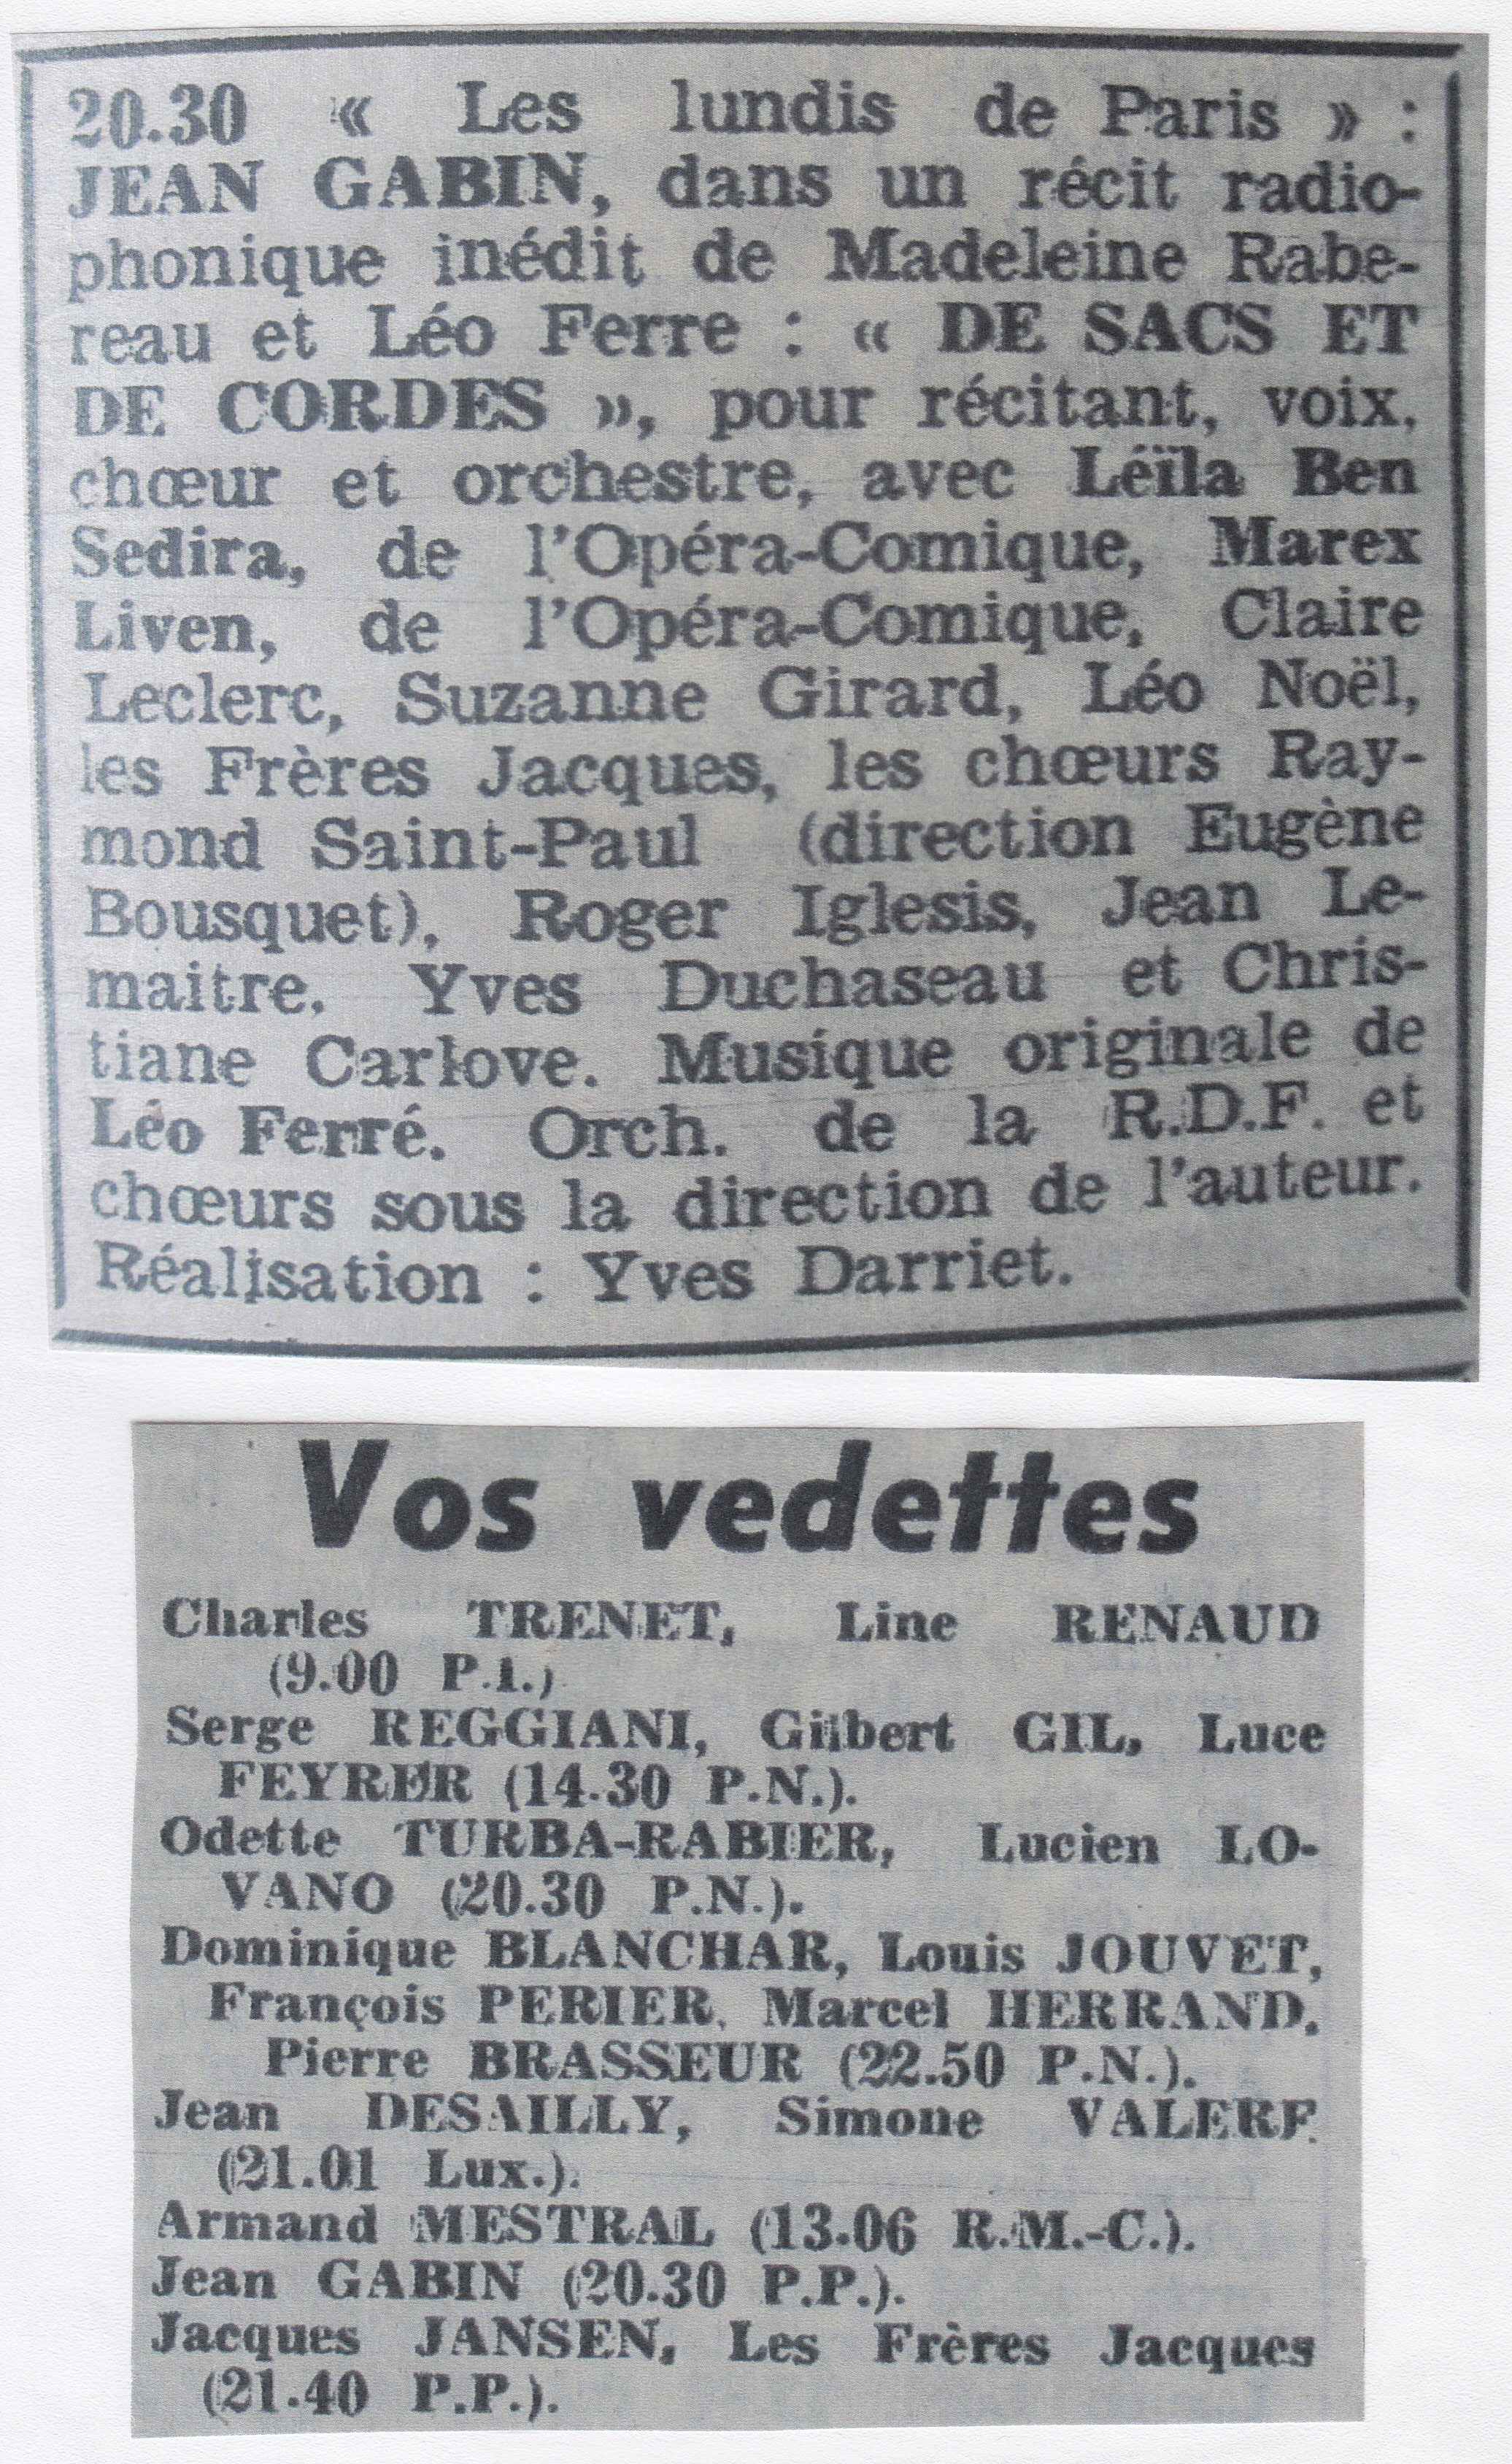 20.30 « Les lundis de Paris » :
JEAN GABIN, dans un récit radio-
phonique inédit de Madeleine Rabe-
reau et Léo Ferre : « DE SACS ET
DE CORDES », pour récitant, voix,
chœur et orchestre, avec Léïla Ben
Sedira, de l'Opéra-Comique, Marex
Liven, de l'Opéra-Comique, Claire
Leclerc, Suzanne Girard, Léo Noël,
les Frères Jacques, les chœurs Ray-
mond Saint-Paul (direction Eugène
Bousquet), Roger Iglesis, Jean Le-
maitre, Yves Duchaseau et Chris-
tiane Carlove. Musique originale de
Léo Ferré. Orch. de la R.D.F. et
chœurs sous la direction de l'auteur.
Réalisation : Yves Darriet.
Vos vedettes
Charles TRENET, Line RENAUD
(9.00 P.I.)
Serge REGGIANI, Gilbert GIL, Luce
FEYRER (14.30 P.N.).
Odette TURBA-RABIER, Lucien LO-
VANO (20.30 P.N.).
Dominique BLANCHAR, Louis JOUVET,
François PERIER, Marcel HERRAND,
Pierre BRASSEUR (22.50 P.N.).
Jean DESAILLY, Simone VALERE
(21.01 Lux.).
Armand MESTRAL (13.06 R.M.-C.).
Jean GABIN (20.30 P.P.).
Jacques JANSEN, Les Frères Jacques
(21.40 P.P.).